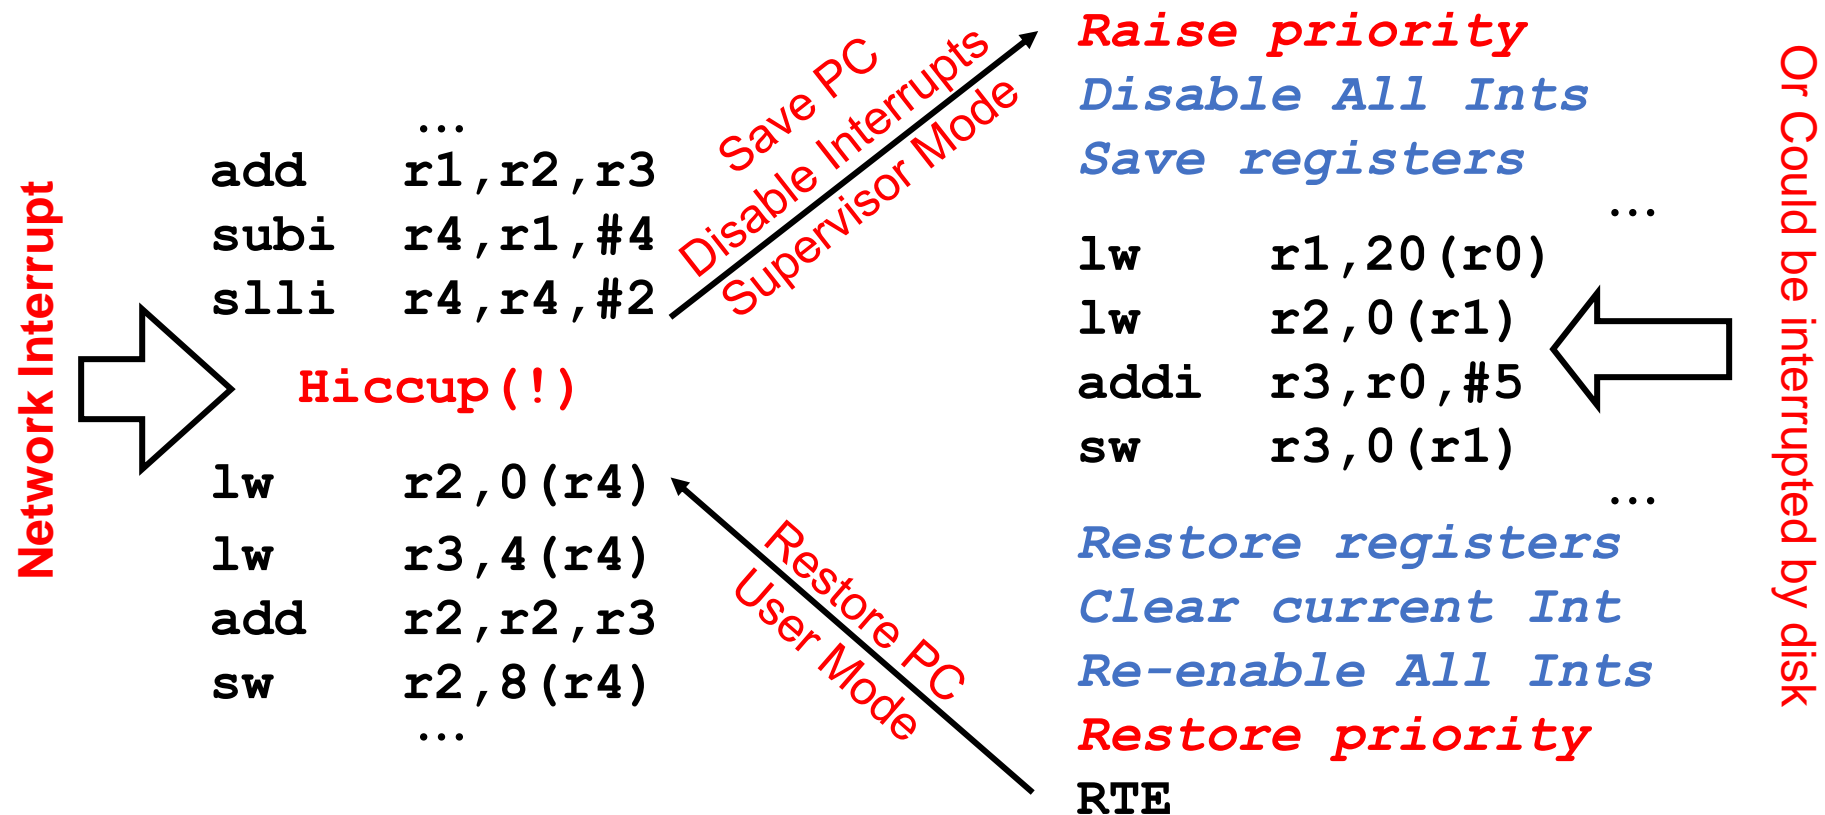 Network Interrupt
...
add r1,r2,r3
subi r4,r1,#4
slli r4,r4,#2
Hiccup(!)
lw r2,0(r4)
lw r3,4(r4)
add r2,r2,r3
sw r2,8(r4)
...
Save PC
Disable Interrupts
Supervisor Mode
Restore PC
User Mode
Raise priority
Disable All Ints
Save registers
...
lw r1,20(r0)
lw r2,0(r1)
addi r3,r0,#5
sw r3,0(r1)
...
Restore registers
Clear current Int
Re-enable All Ints
Restore priority
RTE
Or Could be interrupted by disk